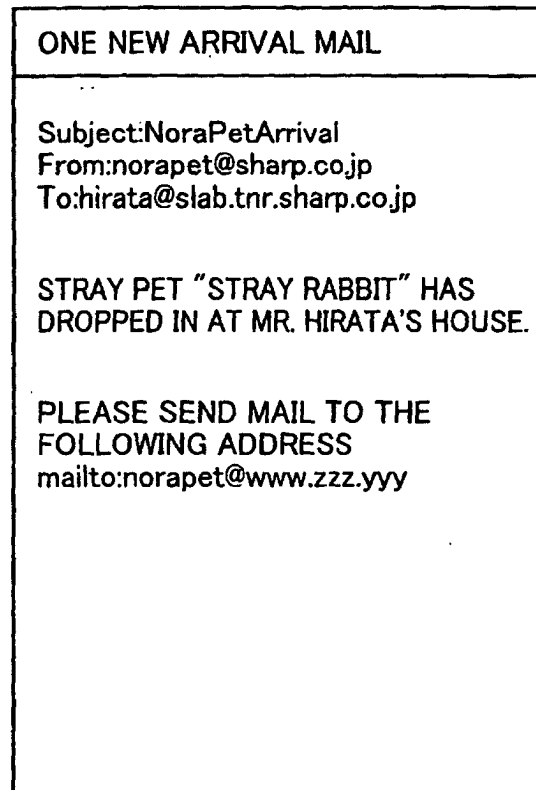 ONE NEW ARRIVAL MAIL
Subject:NoraPetArrival
From:norapet@sharp.co.jp
To:hirata@slab.tnr.sharp.co.jp
STRAY PET "STRAY RABBIT" HAS
DROPPED IN AT MR. HIRATA'S HOUSE.
PLEASE SEND MAIL TO THE
FOLLOWING ADDRESS
mailto:norapet@www.zzz.yyy